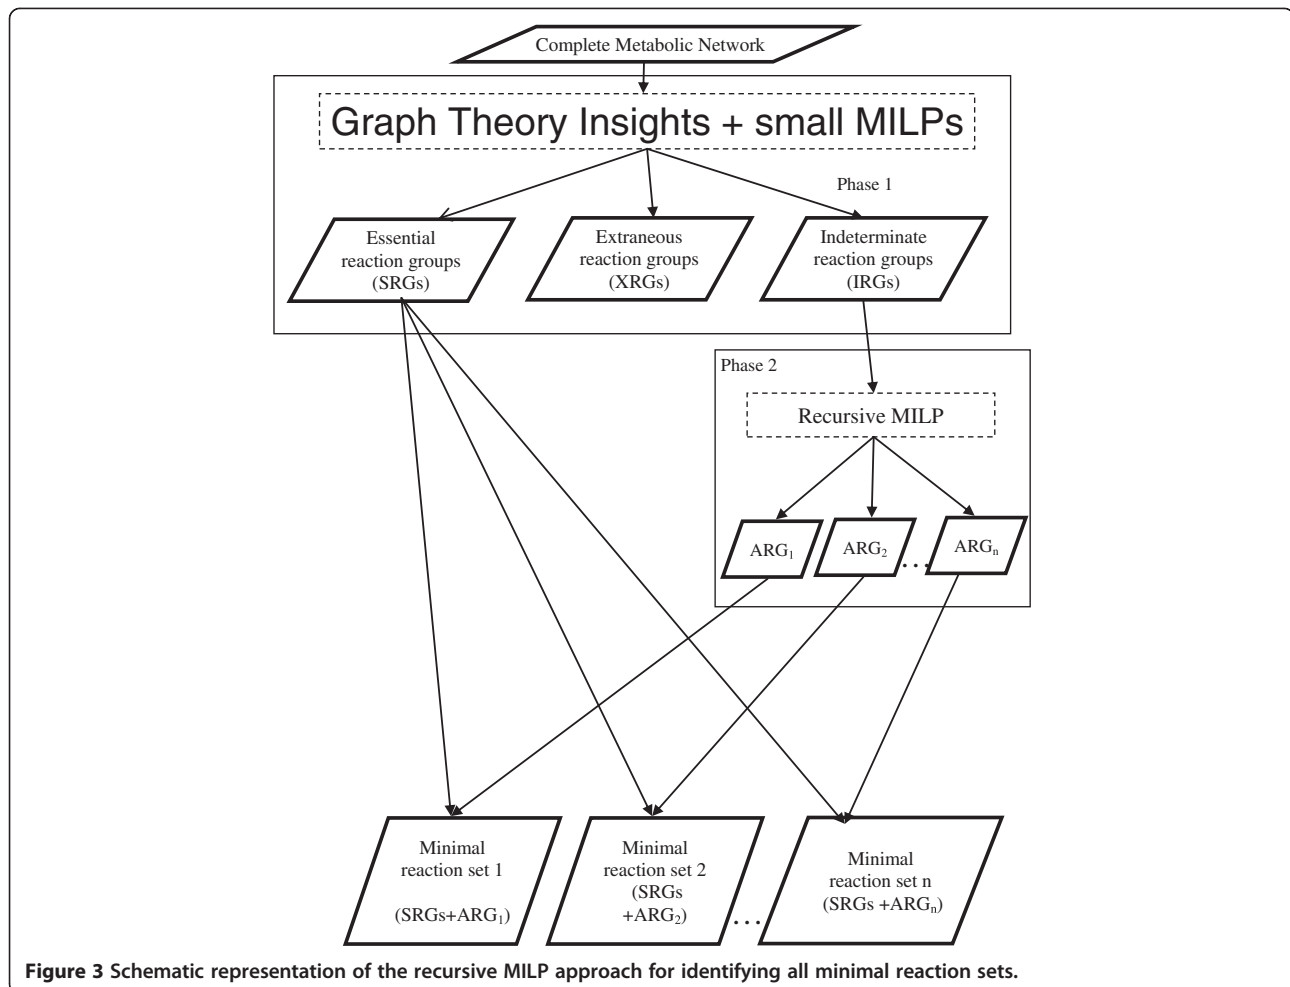 Complete Metabolic Network
Graph Theory Insights + small MILPs
Phase 1
Essential
reaction groups
(SRGs)
Extraneous
reaction groups
(XRGs)
Indeterminate
reaction groups
(IRGs)
Phase 2
Recursive MILP
ARG₁
ARG₂
...
ARGₙ
Minimal
reaction set 1
(SRGs+ARG₁)
Minimal
reaction set 2
(SRGs
+ARG₂)
...
Minimal
reaction set n
(SRGs +ARGₙ)
Figure 3 Schematic representation of the recursive MILP approach for identifying all minimal reaction sets.